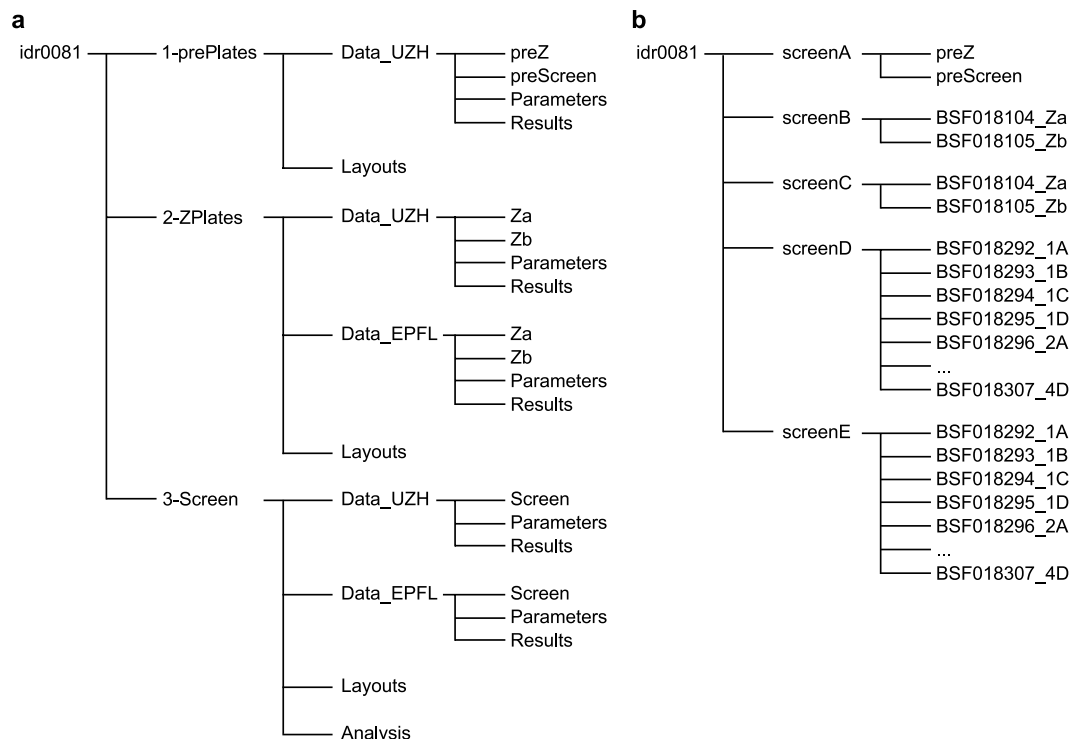 a
idr0081
1-prePlates
Data_UZH
preZ
preScreen
Parameters
Results
Layouts
2-ZPlates
Data_UZH
Za
Zb
Parameters
Results
Data_EPFL
Za
Zb
Parameters
Results
Layouts
3-Screen
Data_UZH
Screen
Parameters
Results
Data_EPFL
Screen
Parameters
Results
Layouts
Analysis
b
idr0081
screenA
preZ
preScreen
screenB
BSF018104_Za
BSF018105_Zb
screenC
BSF018104_Za
BSF018105_Zb
screenD
BSF018292_1A
BSF018293_1B
BSF018294_1C
BSF018295_1D
BSF018296_2A
...
BSF018307_4D
screenE
BSF018292_1A
BSF018293_1B
BSF018294_1C
BSF018295_1D
BSF018296_2A
...
BSF018307_4D